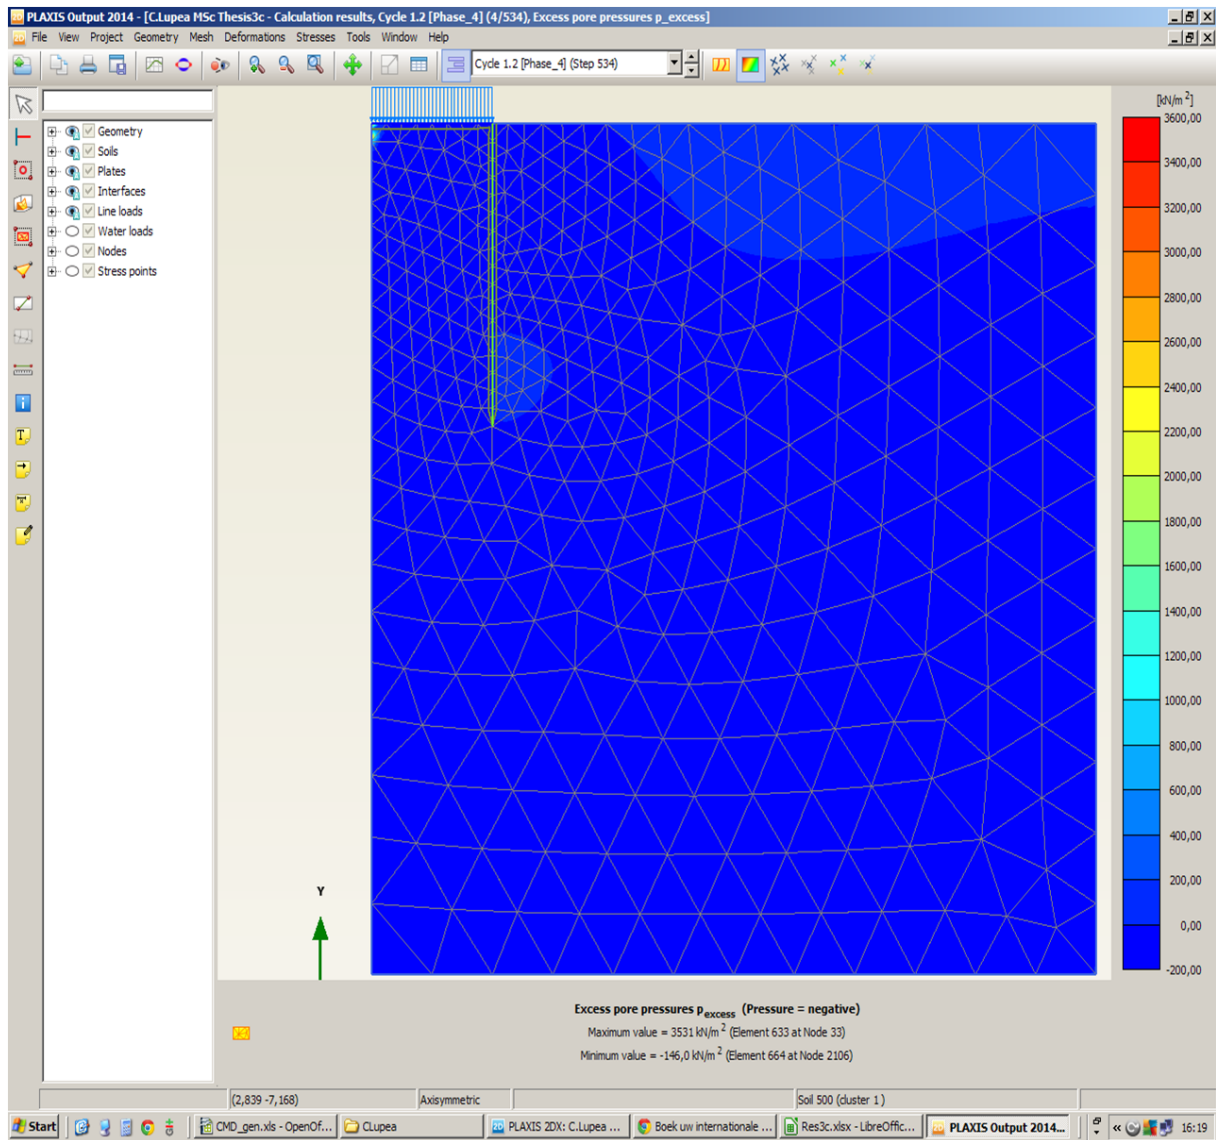 PLAXIS Output 2014 - [C.Lupea MSc Thesis3c - Calculation results, Cycle 1.2 [Phase_4] (4/534), Excess pore pressures p_excess]
File View Project Geometry Mesh Deformations Stresses Tools Window Help
Cycle 1.2 [Phase_4] (Step 534)
Geometry
Soils
Plates
Interfaces
Line loads
Water loads
Nodes
Stress points
[kN/m 2]
3600,00
3400,00
3200,00
3000,00
2800,00
2600,00
2400,00
2200,00
2000,00
1800,00
1600,00
1400,00
1200,00
1000,00
800,00
600,00
400,00
200,00
0,00
-200,00
Y
Excess pore pressures p excess (Pressure = negative)
Maximum value = 3531 kN/m 2 (Element 633 at Node 33)
Minimum value = -146,0 kN/m 2 (Element 664 at Node 2106)
(2,839 -7,168) Axisymmetric Soil 500 (cluster 1 )
Start CMD_gen.xls - OpenOf... CLupea PLAXIS 2DX: C.Lupea ... Boek uw internationale ... Res3c.xlsx - LibreOffic... PLAXIS Output 2014... « 16:19